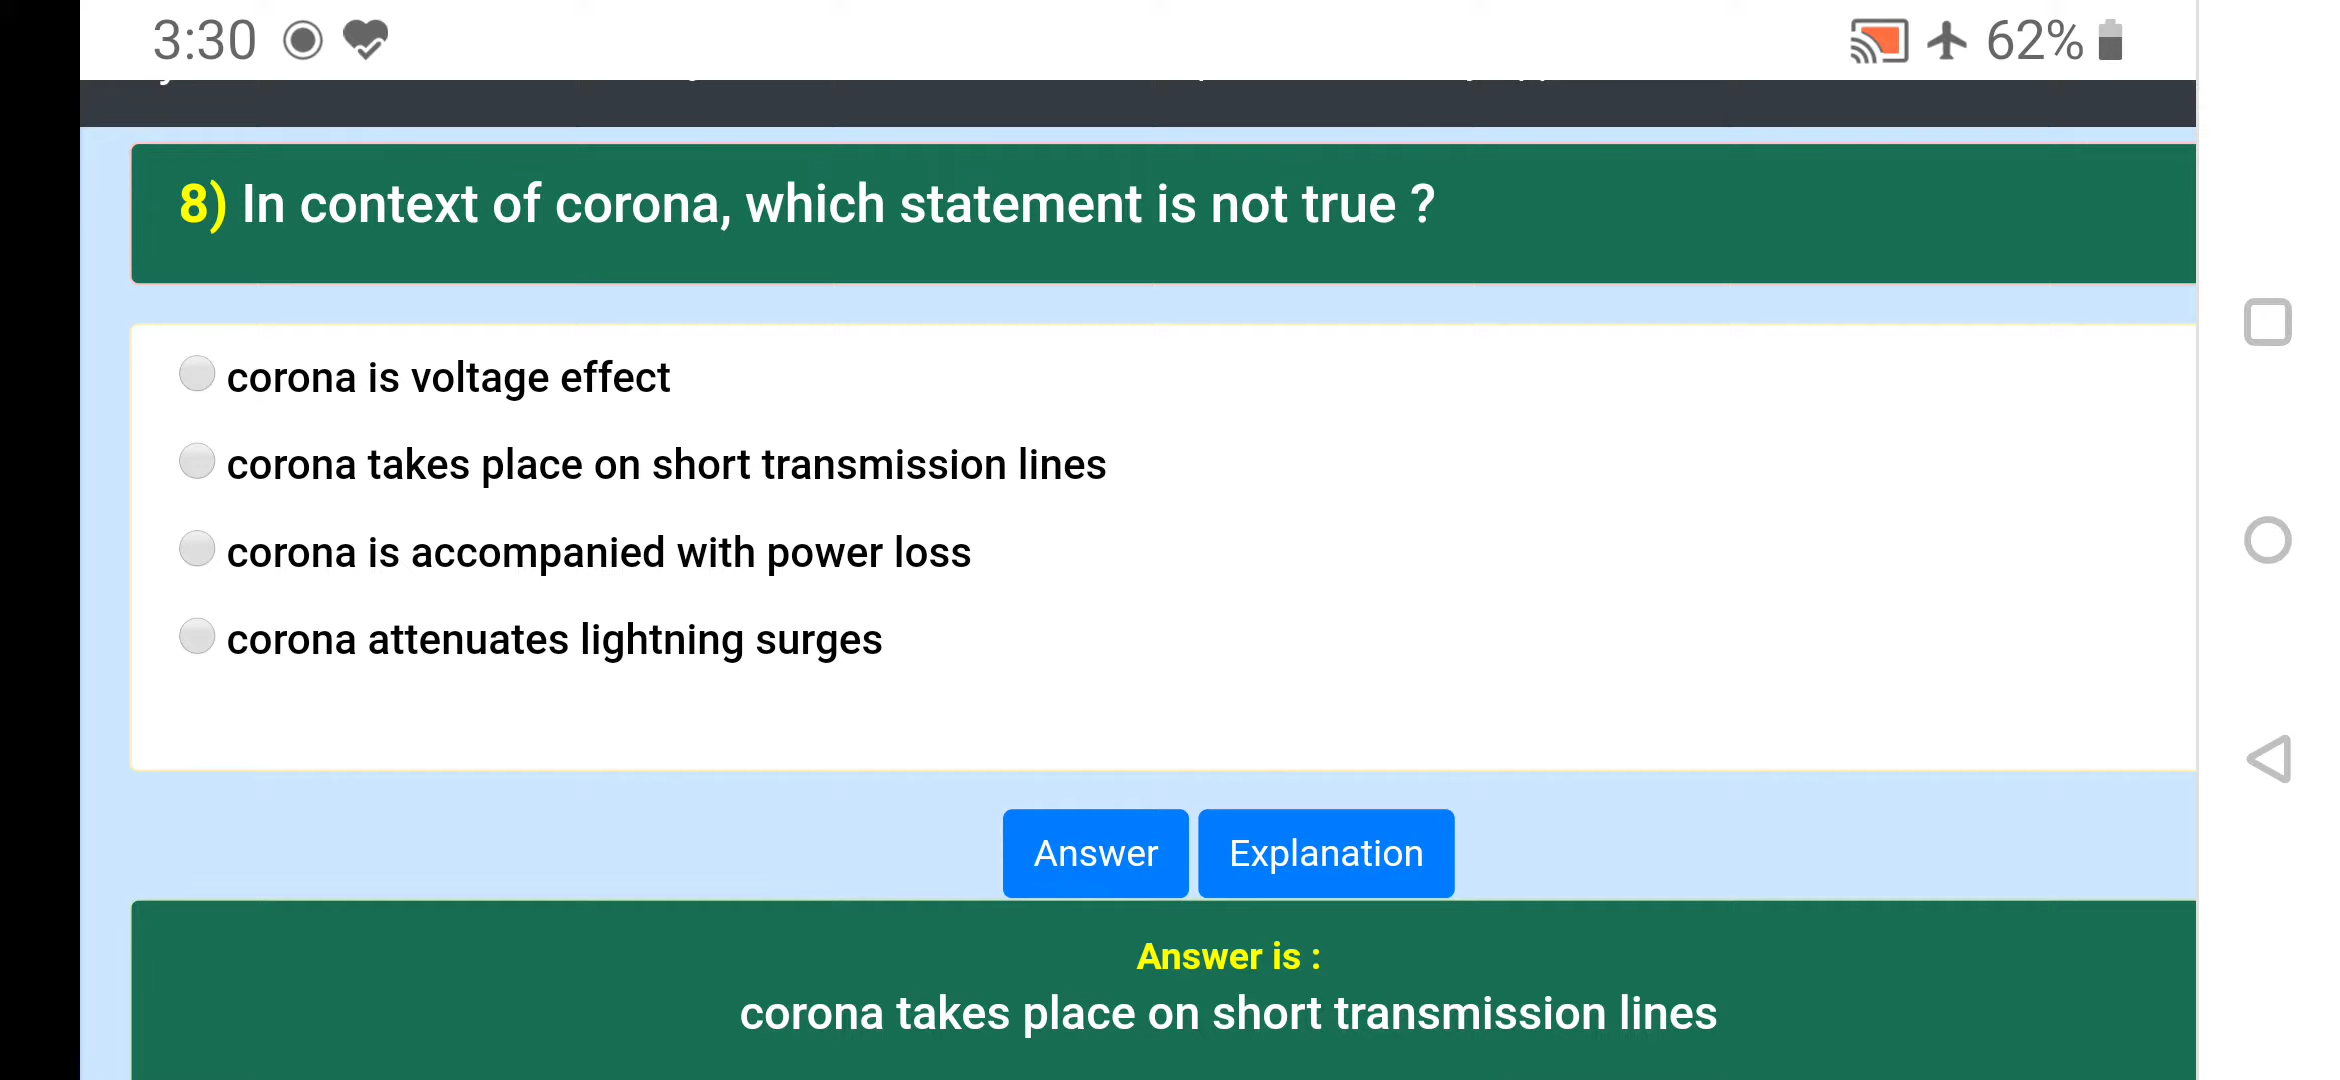 3:30
62%
8) In context of corona, which statement is not true ?
corona is voltage effect
corona takes place on short transmission lines
corona is accompanied with power loss
corona attenuates lightning surges
Answer Explanation
Answer is :
corona takes place on short transmission lines